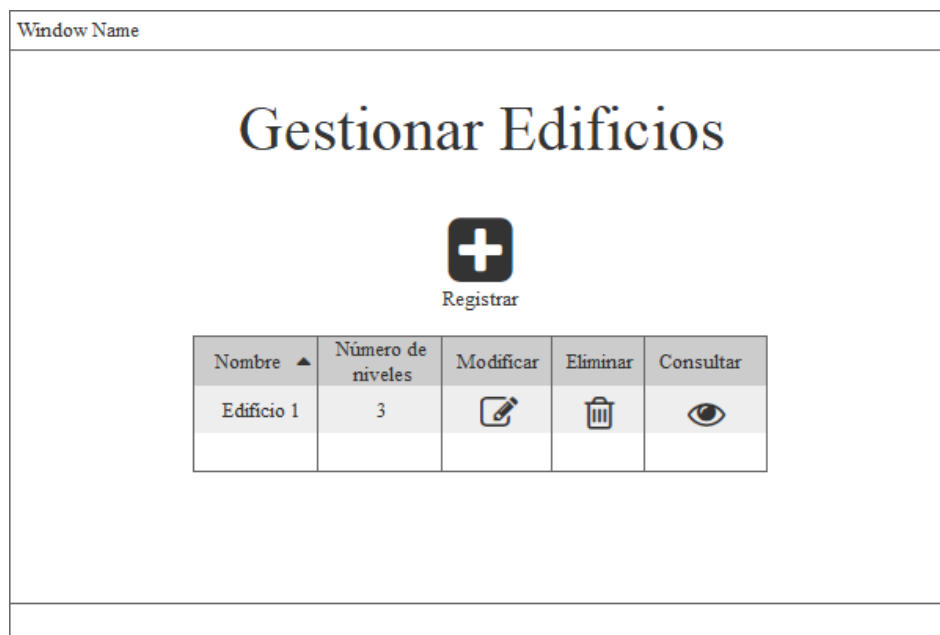 Window Name
Gestionar Edificios
Registrar
Nombre Número de niveles Modificar Eliminar Consultar
Edificio 1 3